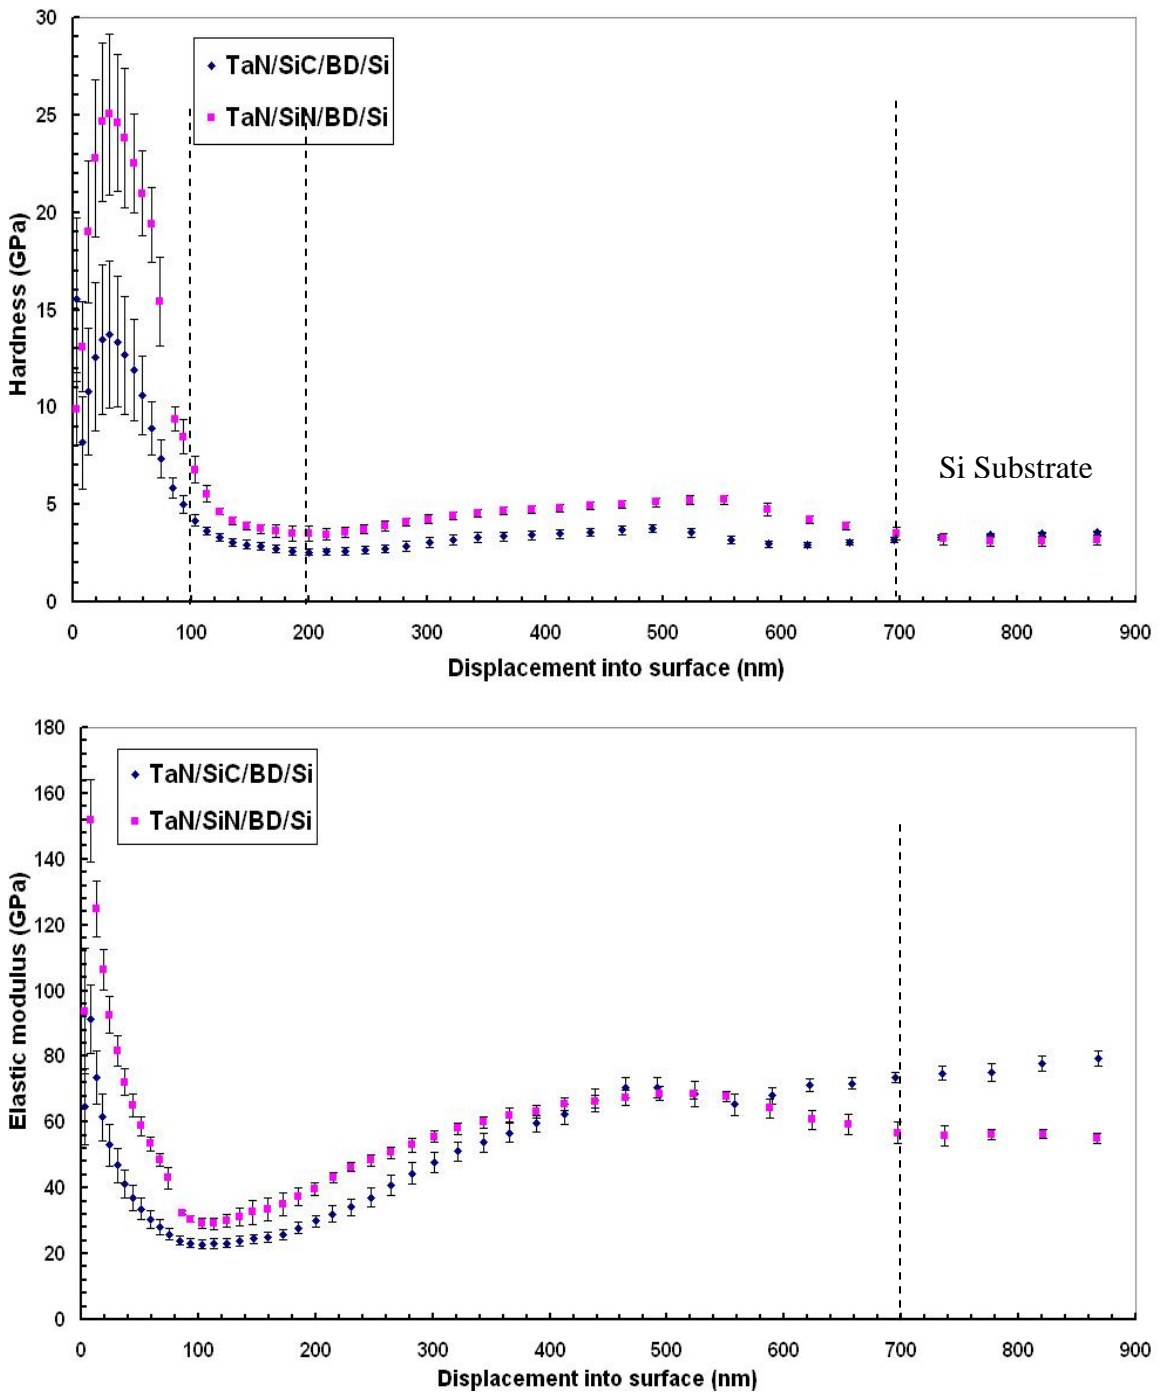 30
25
20
15
10
5
0
Hardness (GPa)
TaN/SiC/BD/Si
TaN/SiN/BD/Si
Si Substrate
0 100 200 300 400 500 600 700 800 900
Displacement into surface (nm)
180
160
140
120
100
80
60
40
20
0
Elastic modulus (GPa)
TaN/SiC/BD/Si
TaN/SiN/BD/Si
0 100 200 300 400 500 600 700 800 900
Displacement into surface (nm)